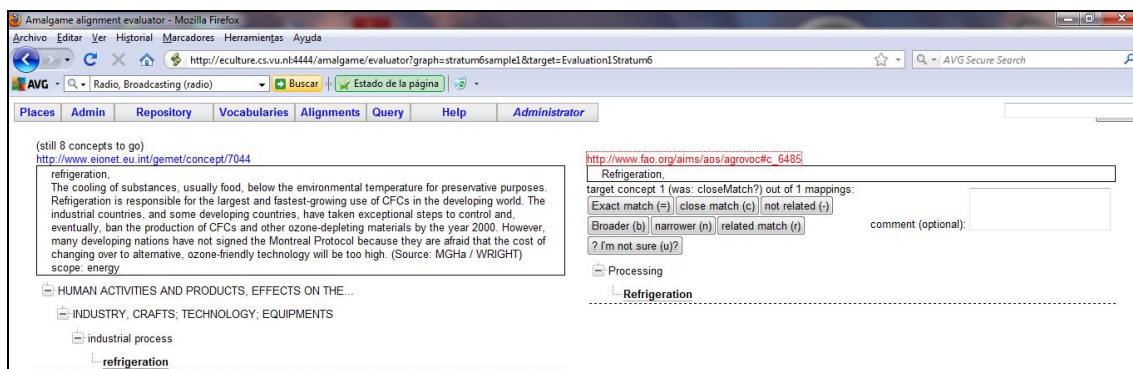 Amalgame alignment evaluator - Mozilla Firefox
Archivo Editar Ver Historial Marcadores Herramientas Ayuda
http://eculture.cs.vu.nl:4444/amalgame/evaluator?graph=stratum6sample1&target=Evaluation1Stratum6
AVG Secure Search
AVG Radio, Broadcasting (radio) Buscar Estado de la página
Places Admin Repository Vocabularies Alignments Query Help Administrator
(still 8 concepts to go)
http://www.eionet.eu.int/gemet/concept/7044
refrigeration,
The cooling of substances, usually food, below the environmental temperature for preservative purposes.
Refrigeration is responsible for the largest and fastest-growing use of CFCs in the developing world. The
industrial countries, and some developing countries, have taken exceptional steps to control and,
eventually, ban the production of CFCs and other ozone-depleting materials by the year 2000. However,
many developing nations have not signed the Montreal Protocol because they are afraid that the cost of
changing over to alternative, ozone-friendly technology will be too high. (Source: MGHa / WRIGHT)
scope: energy
HUMAN ACTIVITIES AND PRODUCTS, EFFECTS ON THE...
INDUSTRY, CRAFTS; TECHNOLOGY; EQUIPMENTS
industrial process
refrigeration
http://www.fao.org/aims/aos/agrovoc#c_6485
Refrigeration,
target concept 1 (was: closeMatch?) out of 1 mappings:
Exact match (=) close match (c) not related (-)
Broader (b) narrower (n) related match (r)
comment (optional):
? I'm not sure (u)?
Processing
Refrigeration